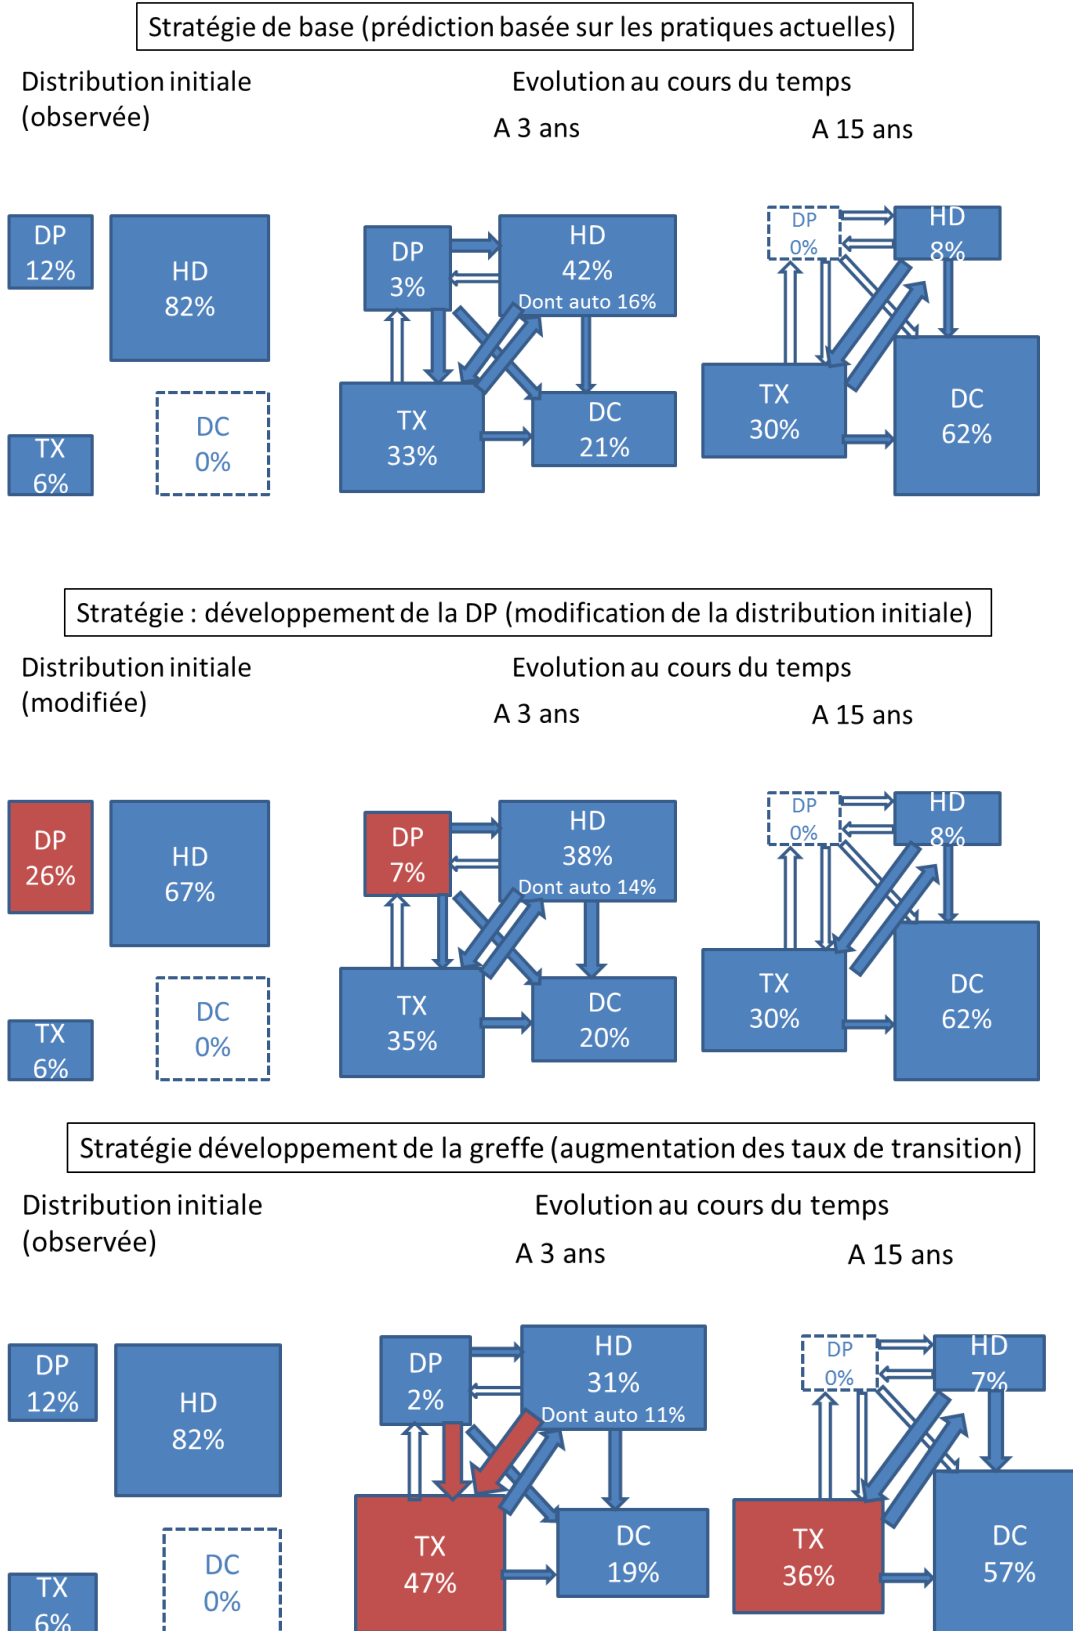 Stratégie de base (prédiction basée sur les pratiques actuelles)
Distribution initiale
(observée)
Evolution au cours du temps
A 3 ans
A 15 ans
DP
12%
HD
82%
TX
6%
DC
0%
DP
3%
HD
42%
Dont auto 16%
TX
33%
DC
21%
DP
0%
HD
8%
TX
30%
DC
62%
Stratégie : développement de la DP (modification de la distribution initiale)
Distribution initiale
(modifiée)
Evolution au cours du temps
A 3 ans
A 15 ans
DP
26%
HD
67%
TX
6%
DC
0%
DP
7%
HD
38%
Dont auto 14%
TX
35%
DC
20%
DP
0%
HD
8%
TX
30%
DC
62%
Stratégie développement de la greffe (augmentation des taux de transition)
Distribution initiale
(observée)
Evolution au cours du temps
A 3 ans
A 15 ans
DP
12%
HD
82%
TX
6%
DC
0%
DP
2%
HD
31%
Dont auto 11%
TX
47%
DC
19%
DP
0%
HD
7%
TX
36%
DC
57%